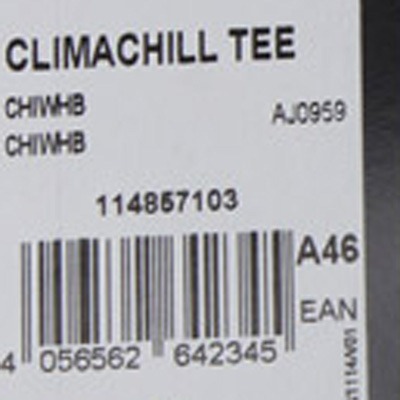 CLIMACHILL TEE
CHIWHB
AJ0959
CHIWHB
114857103
A46
EAN
4 056562 642345